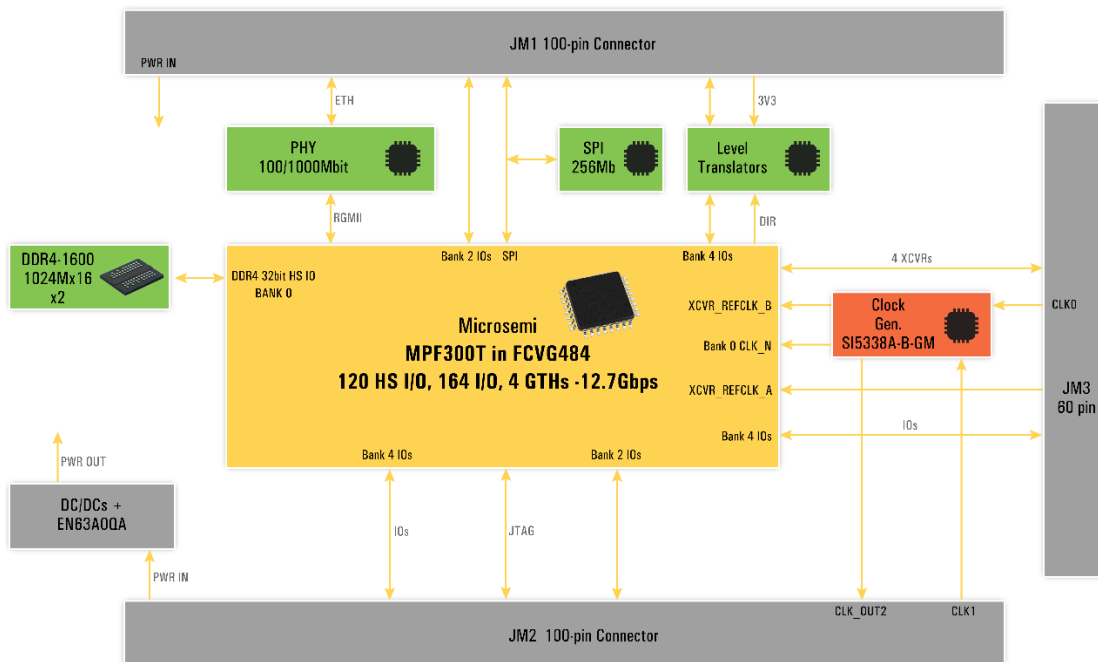 JM1 100-pin Connector
PWR IN
ETH
3V3
PHY
100/1000Mbit
SPI
256Mb
Level
Translators
RGMII
DIR
DDR4-1600
1024Mx16
x2
DDR4 32bit HS IO
BANK 0
Bank 2 IOs
SPI
Bank 4 IOs
4 XCVRs
XCVR_REFCLK_B
Clock
Gen.
SI5338A-B-GM
CLK0
Microsemi
MPF300T in FCVG484
120 HS I/O, 164 I/O, 4 GTHs -12.7Gbps
Bank 0 CLK_N
XCVR_REFCLK_A
JM3
60 pin
Bank 4 IOs
IOs
Bank 4 IOs
Bank 2 IOs
PWR OUT
DC/DCs +
EN63A0QA
IOs
JTAG
PWR IN
CLK_OUT2
CLK1
JM2 100-pin Connector